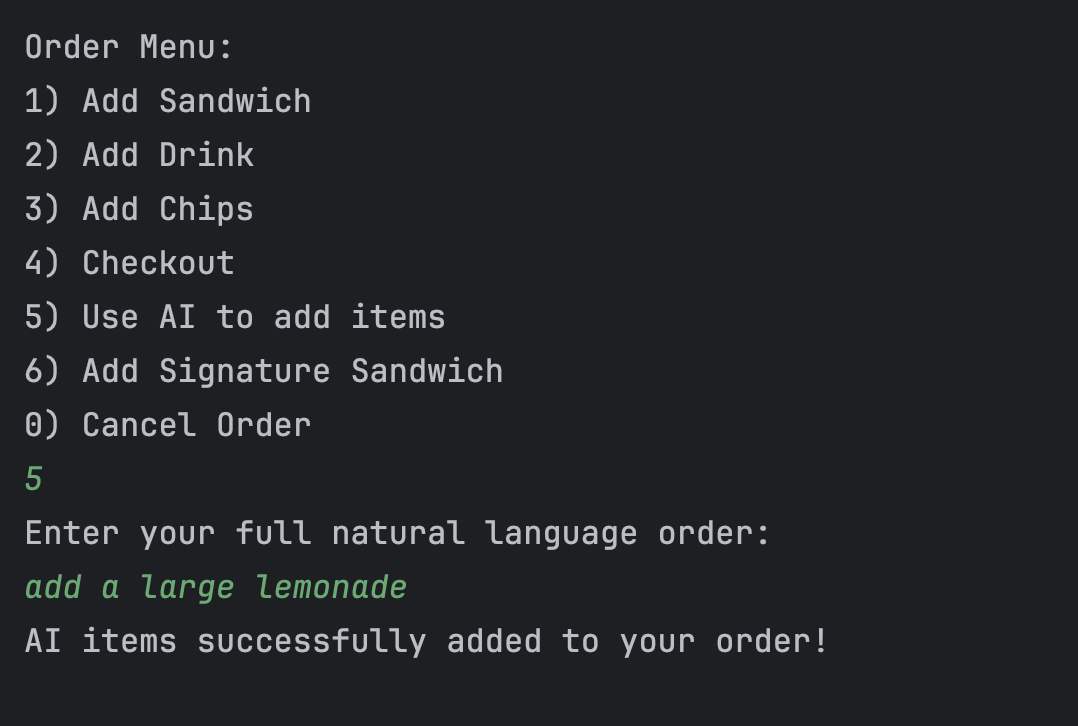 Order Menu:
1) Add Sandwich
2) Add Drink
3) Add Chips
4) Checkout
5) Use AI to add items
6) Add Signature Sandwich
0) Cancel Order
5
Enter your full natural language order:
add a large lemonade
AI items successfully added to your order!